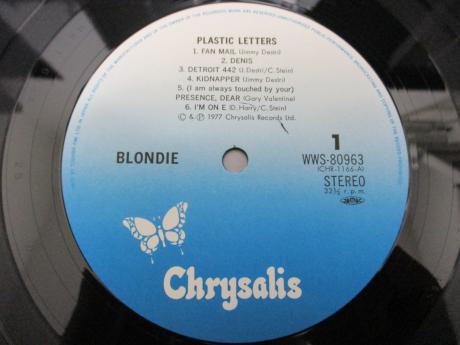 PLASTIC LETTERS
1. FAN MAIL (Jimmy Destri)
2. DENIS
3. DETROIT 442 (J. Destri/C. Stein)
4. KIDNAPPER (Jimmy Destri)
5. (I am always touched by your)
PRESENCE, DEAR (Gary Valentine)
6. I'M ON E (D. Harry/C. Stein)
© & ℗ 1977 Chrysalis Records Ltd.
BLONDIE
1
WWS-80963
(CHR-1166-A)
STEREO
33⅓ r.p.m.
Chrysalis